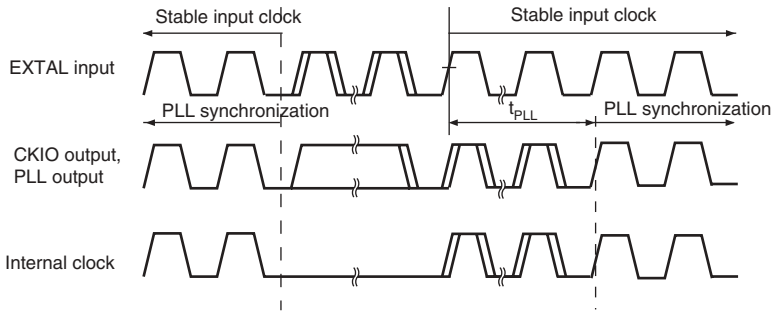 Stable input clock
Stable input clock
EXTAL input
PLL synchronization
tPLL
PLL synchronization
CKIO output,
PLL output
Internal clock